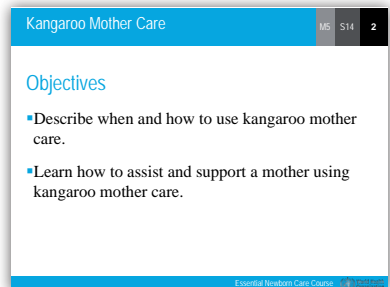 Kangaroo Mother Care
M5 S14 2
Objectives
▪Describe when and how to use kangaroo mother
care.
▪Learn how to assist and support a mother using
kangaroo mother care.
Essential Newborn Care Course